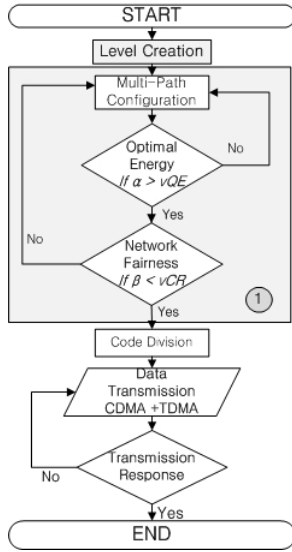 START
Level Creation
Multi-Path
Configuration
No
Optimal
Energy
If α > vQE
Yes
No
Network
Fairness
If β < vCR
Yes
1
Code Division
Data
Transmission
CDMA +TDMA
Transmission
Response
No
Yes
END